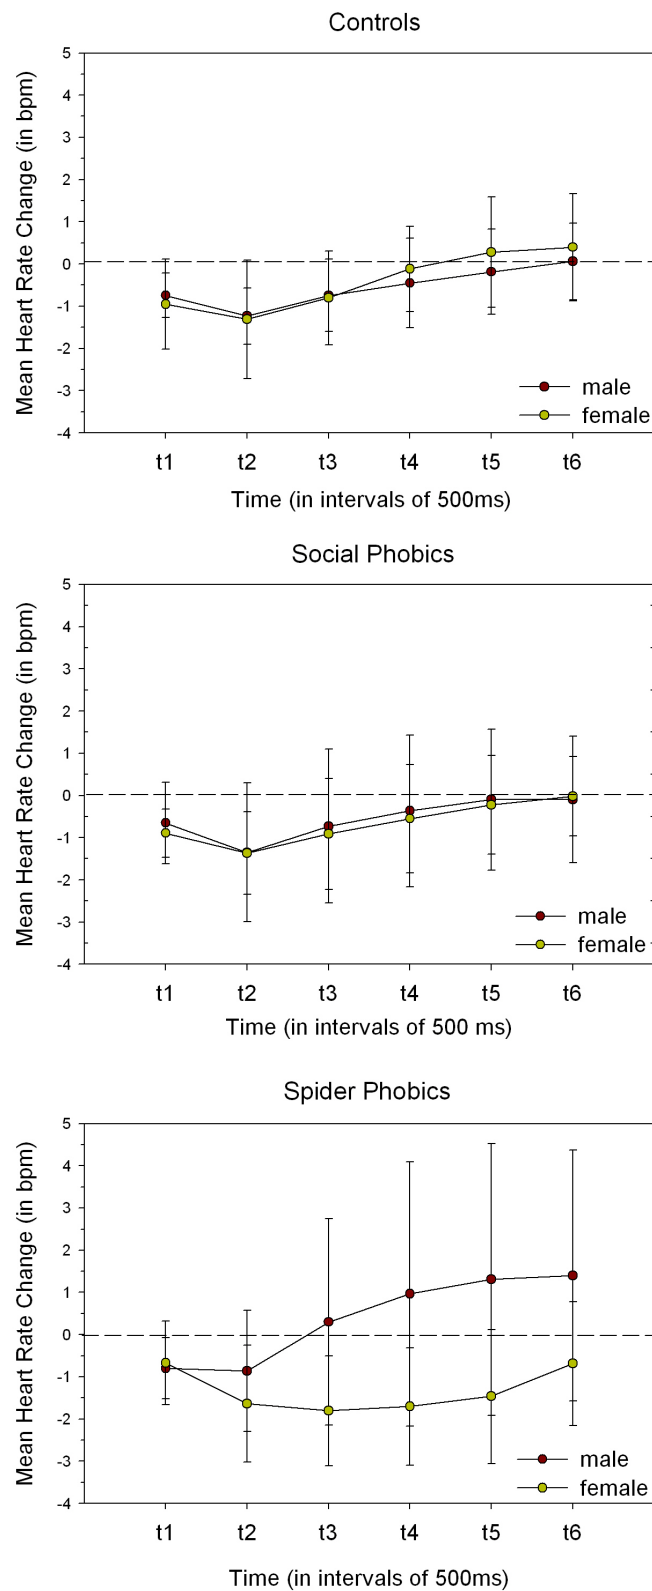 Controls
Mean Heart Rate Change (in bpm)
5
4
3
2
1
0
-1
-2
-3
-4
male
female
t1 t2 t3 t4 t5 t6
Time (in intervals of 500ms)
Social Phobics
Mean Heart Rate Change (in bpm)
5
4
3
2
1
0
-1
-2
-3
-4
male
female
t1 t2 t3 t4 t5 t6
Time (in intervals of 500 ms)
Spider Phobics
Mean Heart Rate Change (in bpm)
5
4
3
2
1
0
-1
-2
-3
-4
male
female
t1 t2 t3 t4 t5 t6
Time (in intervals of 500ms)